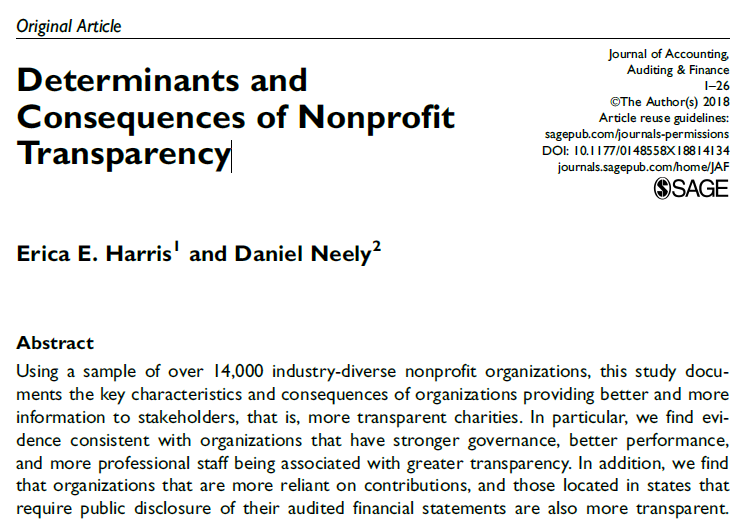 Original Article
Determinants and
Consequences of Nonprofit
Transparency
Journal of Accounting,
Auditing & Finance
1–26
©The Author(s) 2018
Article reuse guidelines:
sagepub.com/journals-permissions
DOI: 10.1177/0148558X18814134
journals.sagepub.com/home/JAF
SAGE
Erica E. Harris1 and Daniel Neely2
Abstract
Using a sample of over 14,000 industry-diverse nonprofit organizations, this study docu-
ments the key characteristics and consequences of organizations providing better and more
information to stakeholders, that is, more transparent charities. In particular, we find evi-
dence consistent with organizations that have stronger governance, better performance,
and more professional staff being associated with greater transparency. In addition, we find
that organizations that are more reliant on contributions, and those located in states that
require public disclosure of their audited financial statements are also more transparent.